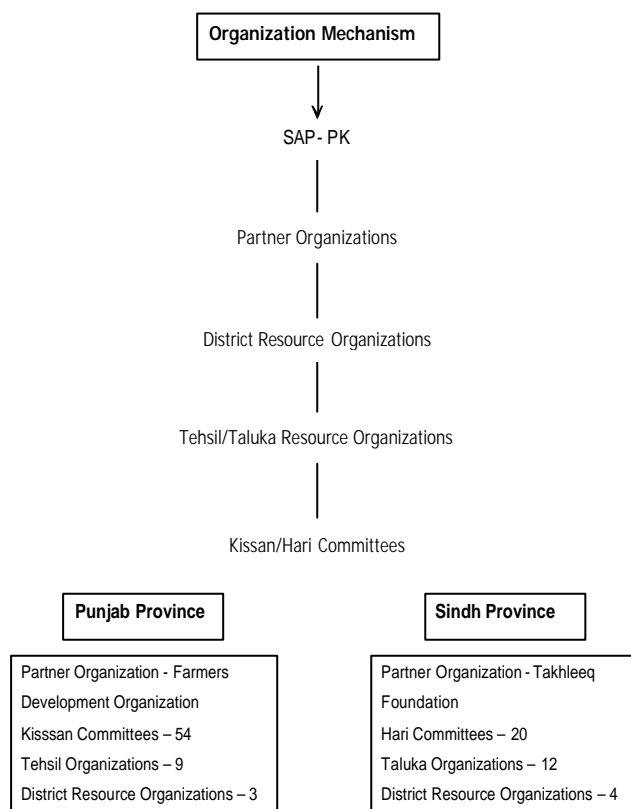 Organization Mechanism
SAP- PK
Partner Organizations
District Resource Organizations
Tehsil/Taluka Resource Organizations
Kissan/Hari Committees
Punjab Province
Partner Organization - Farmers
Development Organization
Kisssan Committees – 54
Tehsil Organizations – 9
District Resource Organizations – 3
Sindh Province
Partner Organization - Takhleeq
Foundation
Hari Committees – 20
Taluka Organizations – 12
District Resource Organizations – 4